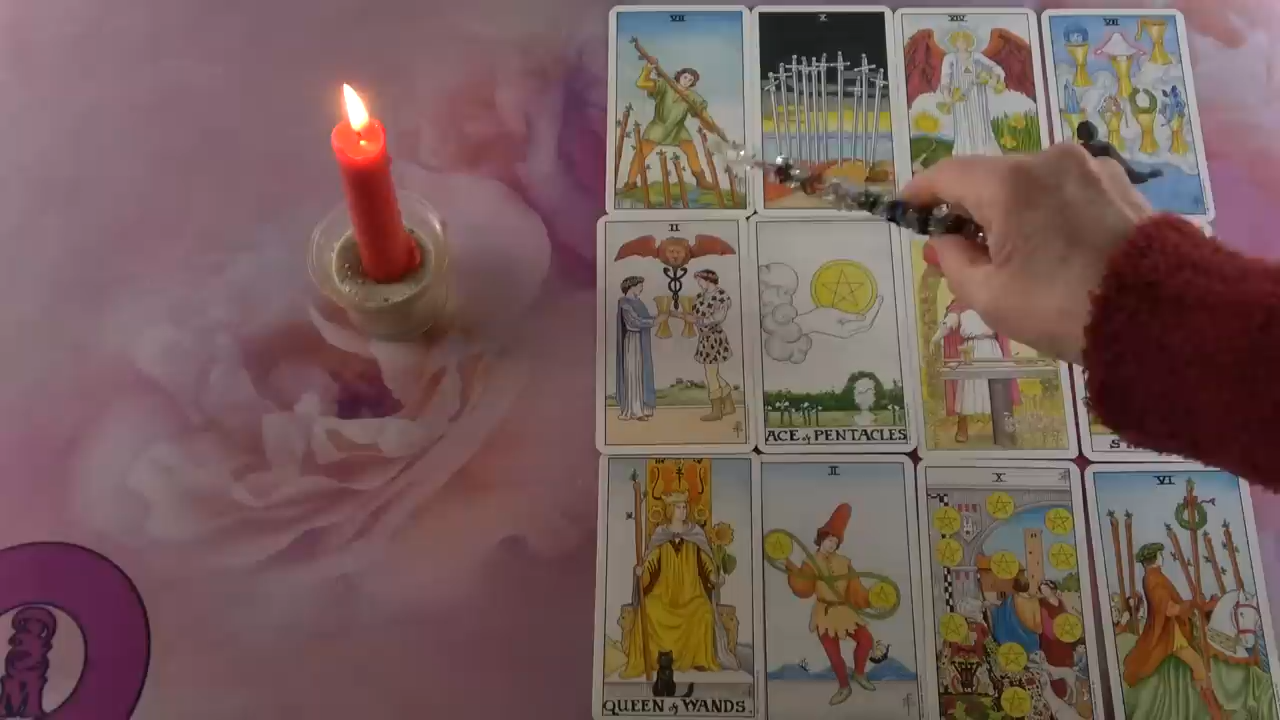 VII
X
XIV
VII
II
ACE of PENTACLES
QUEEN of WANDS.
II
X
VI